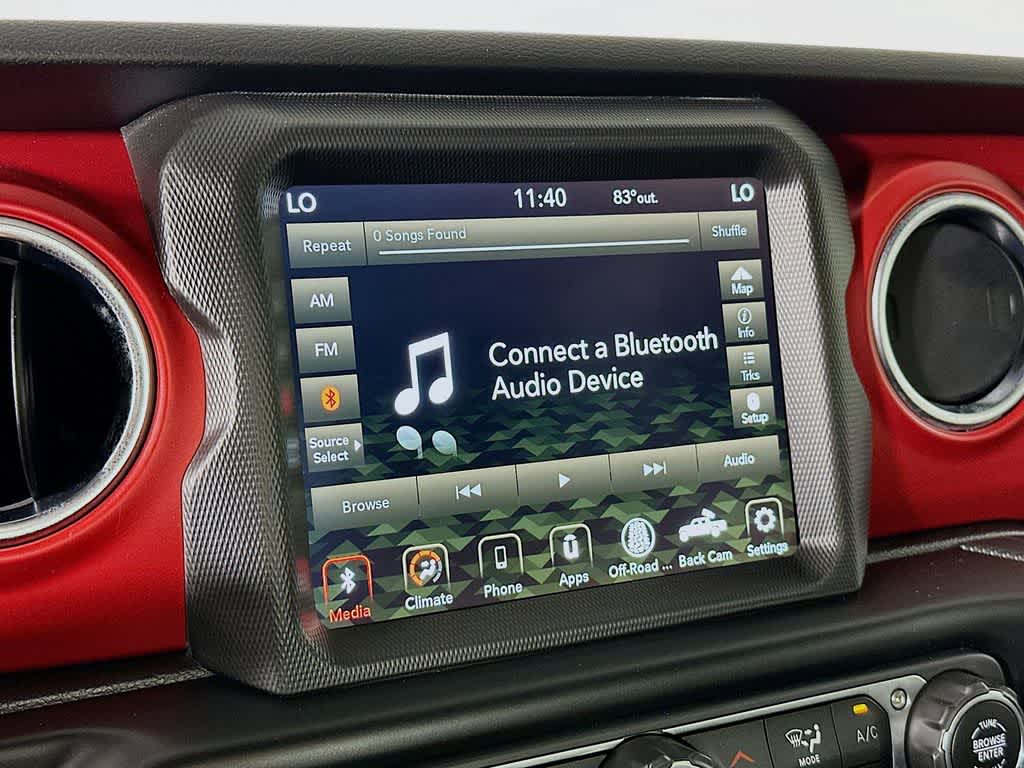 LO 11:40 83°out. LO
Repeat 0 Songs Found Shuffle
AM
FM
Source
Select
Connect a Bluetooth
Audio Device
Map
Info
Trks
Setup
Browse Audio
Media Climate Phone Apps Off-Road ... Back Cam Settings
MODE
A/C
TUNE
BROWSE
ENTER